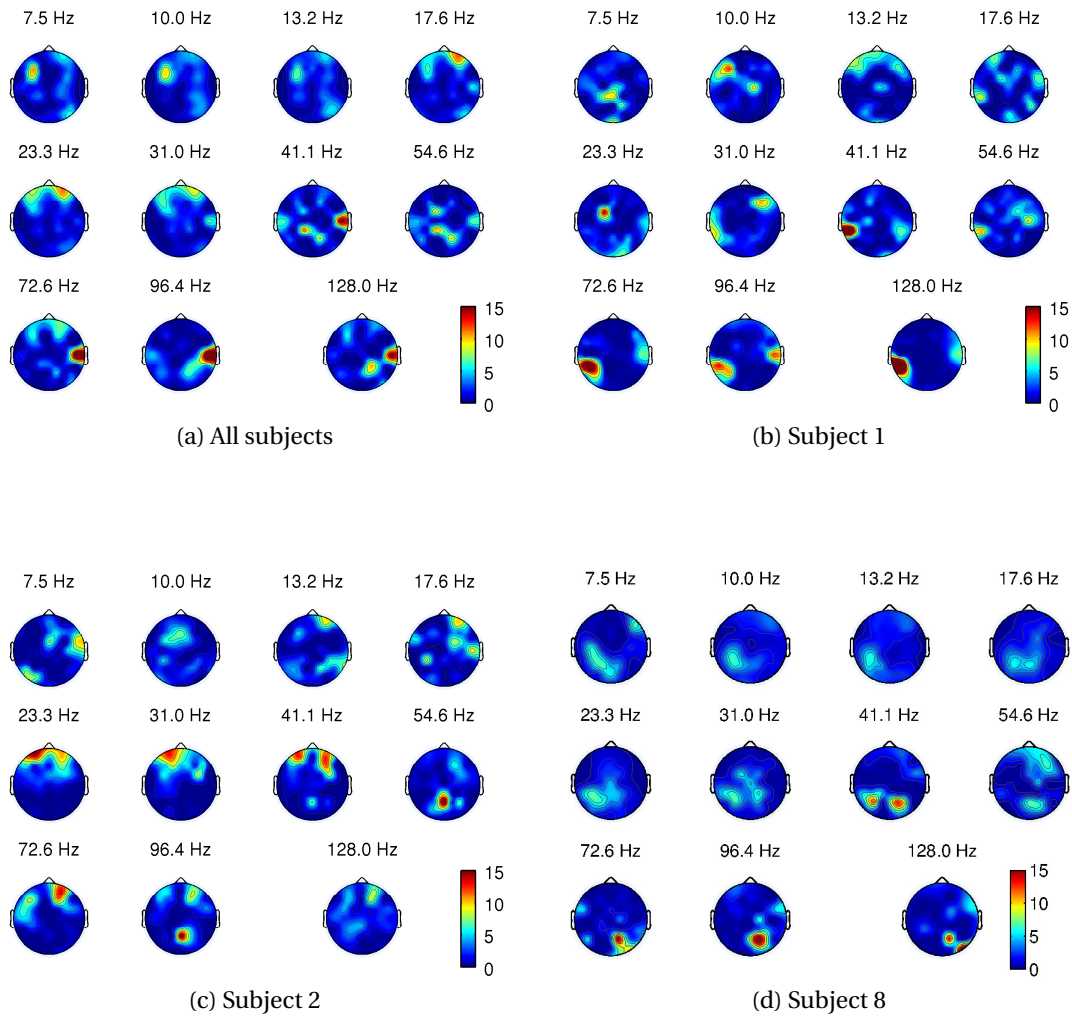 7.5 Hz 10.0 Hz 13.2 Hz 17.6 Hz
23.3 Hz 31.0 Hz 41.1 Hz 54.6 Hz
72.6 Hz 96.4 Hz 128.0 Hz
15
10
5
0
(a) All subjects
7.5 Hz 10.0 Hz 13.2 Hz 17.6 Hz
23.3 Hz 31.0 Hz 41.1 Hz 54.6 Hz
72.6 Hz 96.4 Hz 128.0 Hz
15
10
5
0
(b) Subject 1
7.5 Hz 10.0 Hz 13.2 Hz 17.6 Hz
23.3 Hz 31.0 Hz 41.1 Hz 54.6 Hz
72.6 Hz 96.4 Hz 128.0 Hz
15
10
5
0
(c) Subject 2
7.5 Hz 10.0 Hz 13.2 Hz 17.6 Hz
23.3 Hz 31.0 Hz 41.1 Hz 54.6 Hz
72.6 Hz 96.4 Hz 128.0 Hz
15
10
5
0
(d) Subject 8